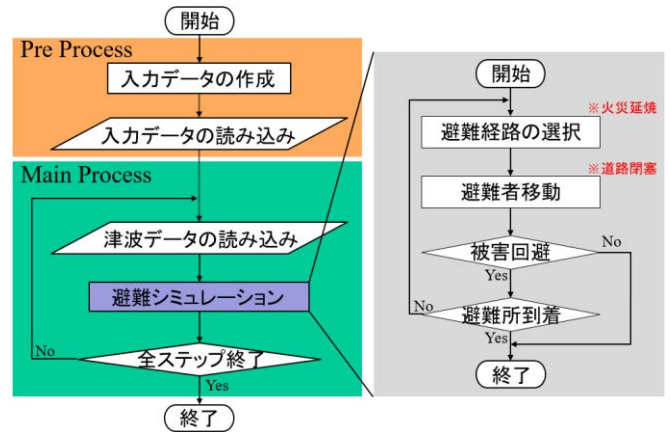 開始
Pre Process
入力データの作成
入力データの読み込み
Main Process
津波データの読み込み
避難シミュレーション
No
全ステップ終了
Yes
終了
開始
※火災延焼
避難経路の選択
※道路閉塞
避難者移動
被害回避
No
Yes
No
避難所到着
Yes
終了